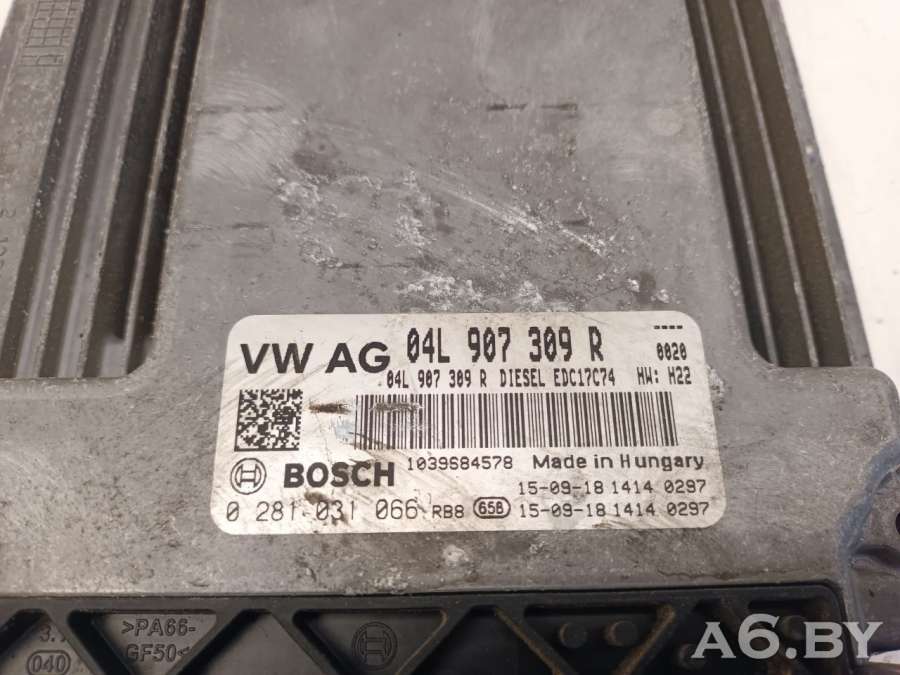 VW AG 04L 907 309 R ----
0020
04L 907 309 R DIESEL EDC17C74 HW: H22
1039S84578 Made in Hungary
BOSCH
15-09-18 1414 0297
0 281 031 066 RB8 658 15-09-18 1414 0297
>PA66-
GF50<
040
A6.BY